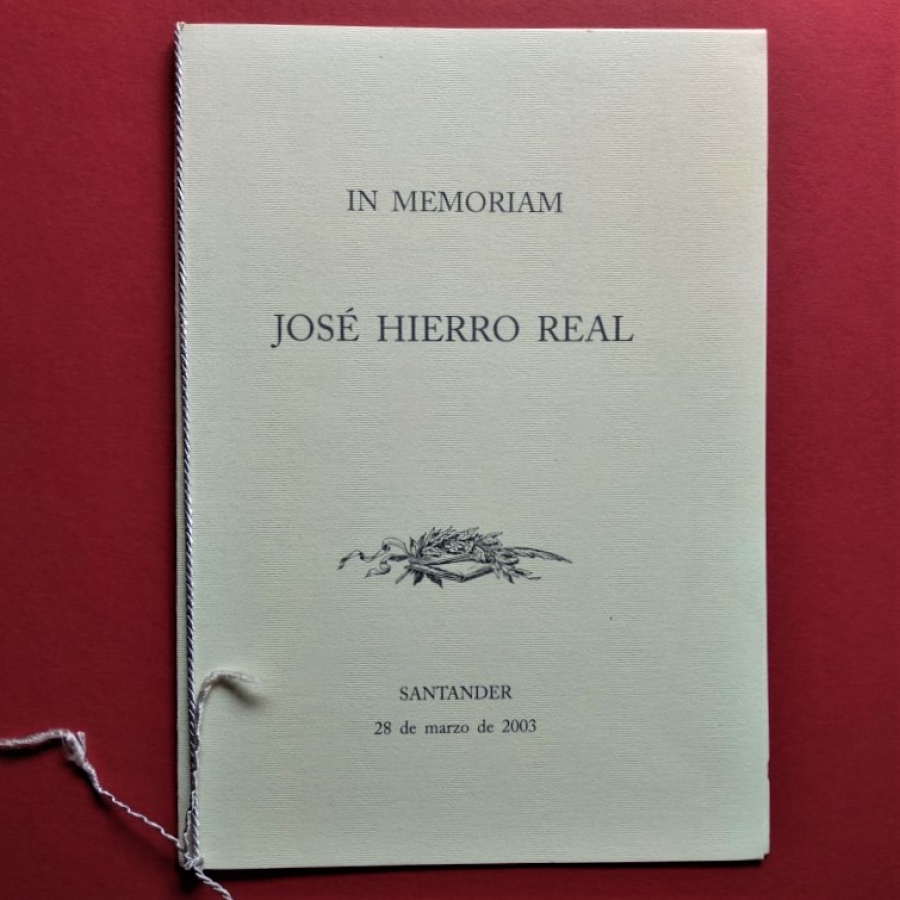 IN MEMORIAM
JOSÉ HIERRO REAL
SANTANDER
28 de marzo de 2003